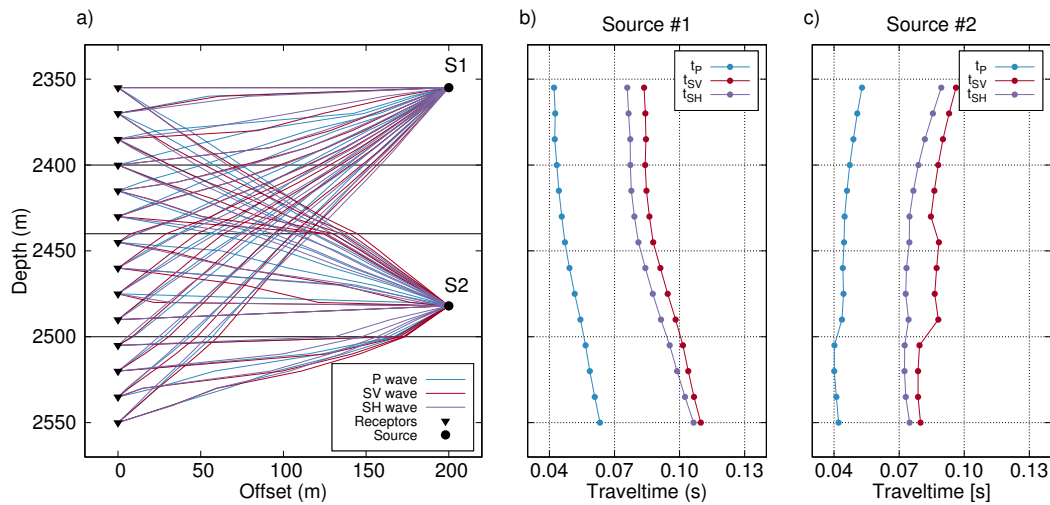 a)
S1
S2
2350
2400
2450
2500
2550
Depth (m)
0
50
100
150
200
Offset (m)
P wave
SV wave
SH wave
Receptors
Source
b)
Source #1
tP
tSV
tSH
0.04
0.07
0.10
0.13
Traveltime (s)
c)
Source #2
tP
tSV
tSH
0.04
0.07
0.10
0.13
Traveltime [s]